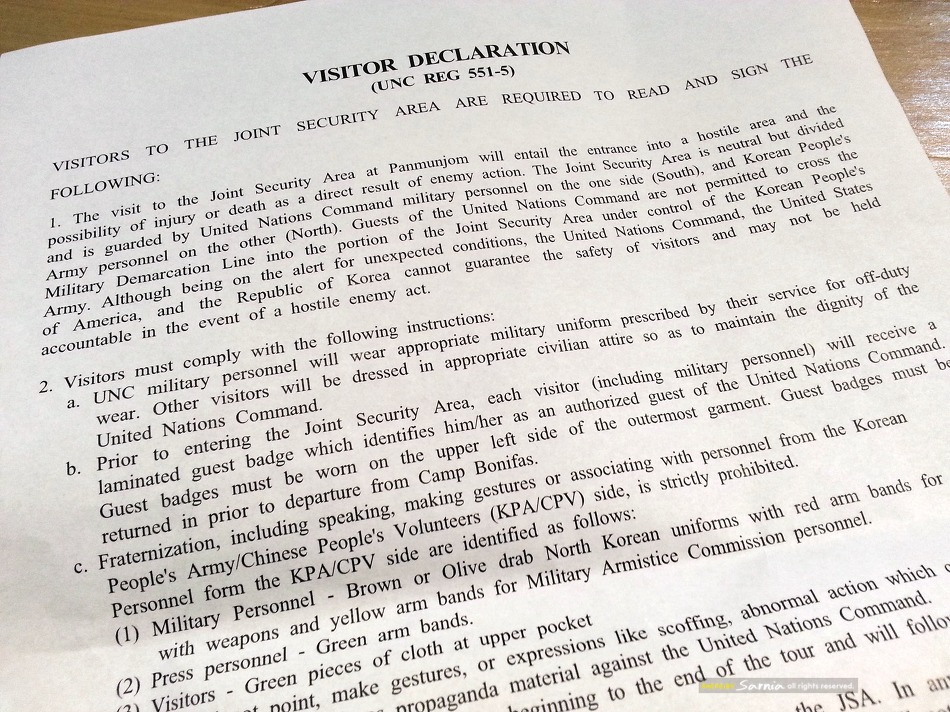 VISITOR DECLARATION
(UNC REG 551-5)
VISITORS TO THE JOINT SECURITY AREA ARE REQUIRED TO READ AND SIGN THE
FOLLOWING:
1. The visit to the Joint Security Area at Panmunjom will entail the entrance into a hostile area and the
possibility of injury or death as a direct result of enemy action. The Joint Security Area is neutral but divided
and is guarded by United Nations Command military personnel on the one side (South), and Korean People's
Army personnel on the other (North). Guests of the United Nations Command are not permitted to cross the
Military Demarcation Line into the portion of the Joint Security Area under control of the Korean People's
Army. Although being on the alert for unexpected conditions, the United Nations Command, the United States
of America, and the Republic of Korea cannot guarantee the safety of visitors and may not be held
accountable in the event of a hostile enemy act.
2. Visitors must comply with the following instructions:
a. UNC military personnel will wear appropriate military uniform prescribed by their service for off-duty
wear. Other visitors will be dressed in appropriate civilian attire so as to maintain the dignity of the
United Nations Command.
b. Prior to entering the Joint Security Area, each visitor (including military personnel) will receive a
laminated guest badge which identifies him/her as an authorized guest of the United Nations Command.
Guest badges must be worn on the upper left side of the outermost garment. Guest badges must be
returned in prior to departure from Camp Bonifas.
c. Fraternization, including speaking, making gestures or associating with personnel from the Korean
People's Army/Chinese People's Volunteers (KPA/CPV) side, is strictly prohibited.
Personnel form the KPA/CPV side are identified as follows:
(1) Military Personnel - Brown or Olive drab North Korean uniforms with red arm bands for
with weapons and yellow arm bands for Military Armistice Commission personnel.
(2) Press personnel - Green arm bands.
(3) Visitors - Green pieces of cloth at upper pocket
point, make gestures, or expressions like scoffing, abnormal action which
propaganda material against the United Nations Command.
beginning to the end of the tour and will follow
the JSA. In
Sarnia all rights reserved.